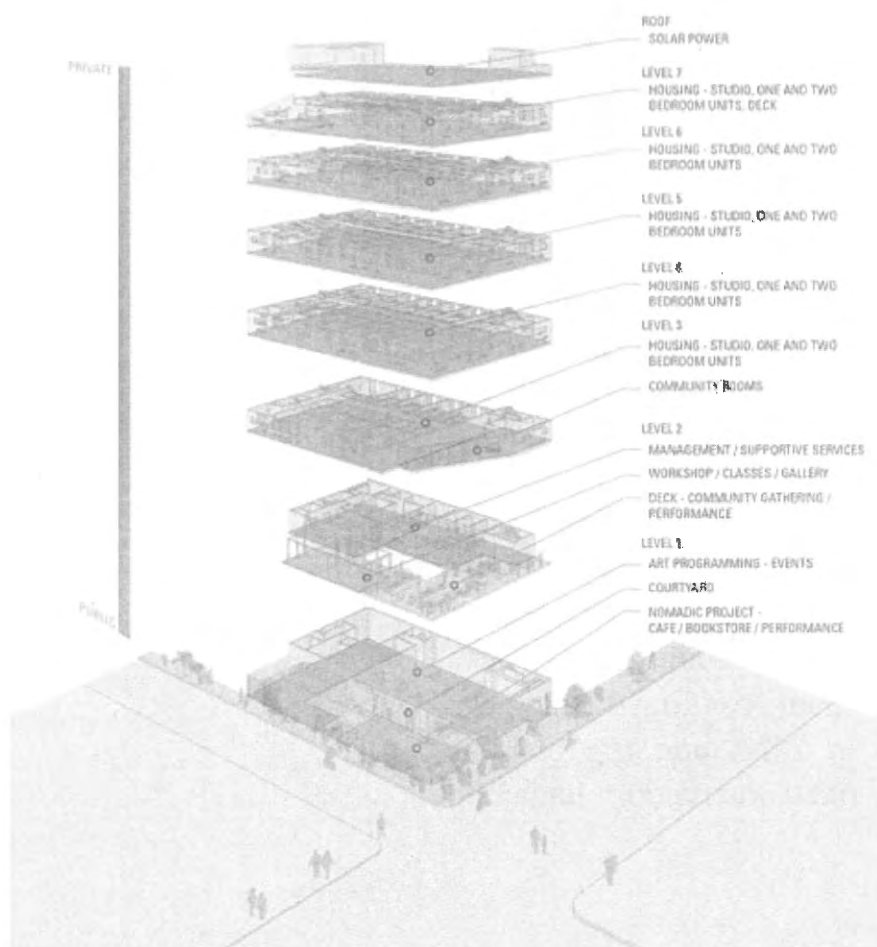 PRIVATE
ROOF
SOLAR POWER
LEVEL 7
HOUSING - STUDIO, ONE AND TWO
BEDROOM UNITS, DECK
LEVEL 6
HOUSING - STUDIO, ONE AND TWO
BEDROOM UNITS
LEVEL 5
HOUSING - STUDIO, ONE AND TWO
BEDROOM UNITS
LEVEL 4
HOUSING - STUDIO, ONE AND TWO
BEDROOM UNITS
LEVEL 3
HOUSING - STUDIO, ONE AND TWO
BEDROOM UNITS
COMMUNITY ROOMS
LEVEL 2
MANAGEMENT / SUPPORTIVE SERVICES
WORKSHOP / CLASSES / GALLERY
DECK - COMMUNITY GATHERING /
PERFORMANCE
LEVEL 1
ART PROGRAMMING - EVENTS
COURTYARD
NOMADIC PROJECT -
CAFE / BOOKSTORE / PERFORMANCE
PUBLIC